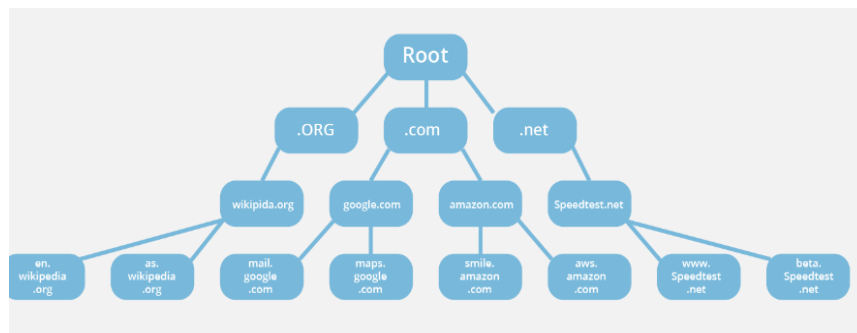 Root
.ORG
.com
.net
wikipida.org
google.com
amazon.com
Speedtest.net
en.
wikipedia
.org
as.
wikipedia
.org
mail.
google
.com
maps.
google
.com
smile.
amazon
.com
aws.
amazon
.com
www.
Speedtest
.net
beta.
Speedtest
.net